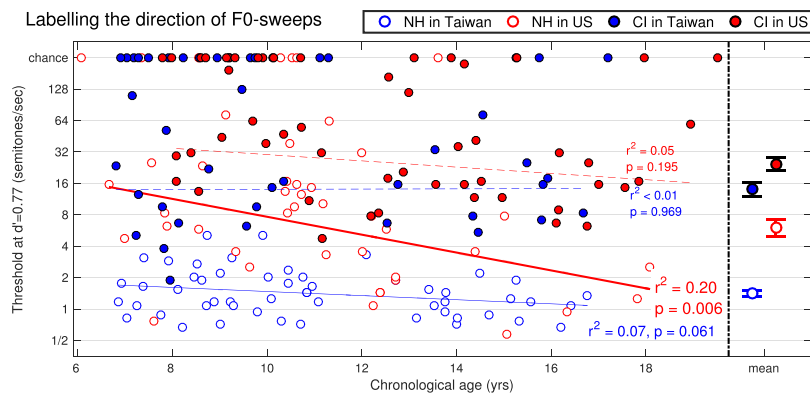 Labelling the direction of F0-sweeps
NH in Taiwan
NH in US
CI in Taiwan
CI in US
Threshold at d'=0.77 (semitones/sec)
chance
128
64
32
16
8
4
2
1
1/2
r² = 0.05
p = 0.195
r² < 0.01
p = 0.969
r² = 0.20
p = 0.006
r² = 0.07, p = 0.061
6
8
10
12
14
16
18
mean
Chronological age (yrs)